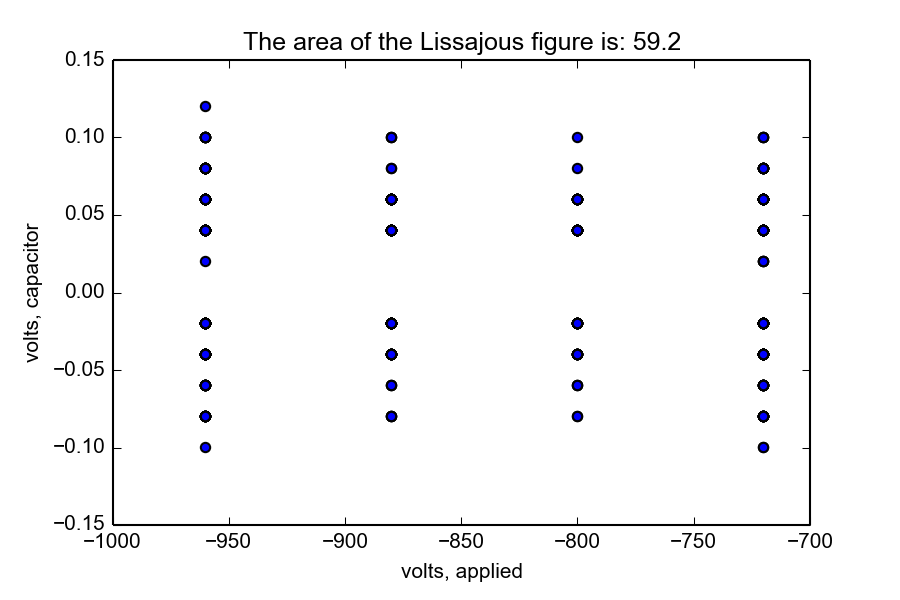 The area of the Lissajous figure is: 59.2
0.15
0.10
0.05
0.00
−0.05
−0.10
−0.15
volts, capacitor
−1000 −950 −900 −850 −800 −750 −700
volts, applied